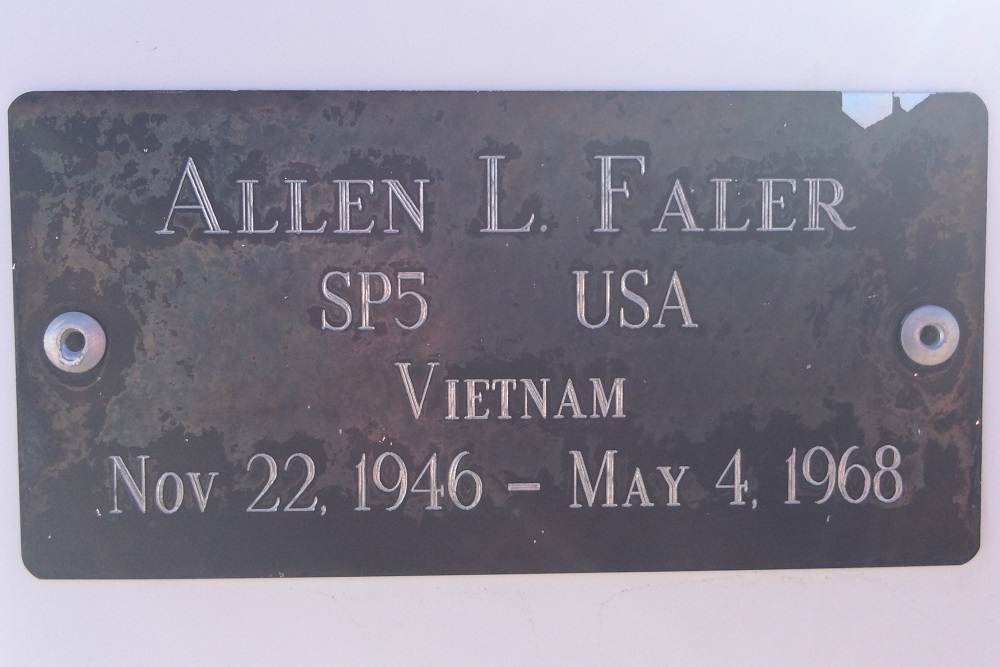 ALLEN L. FALER
SP5 USA
VIETNAM
NOV 22, 1946 – MAY 4, 1968